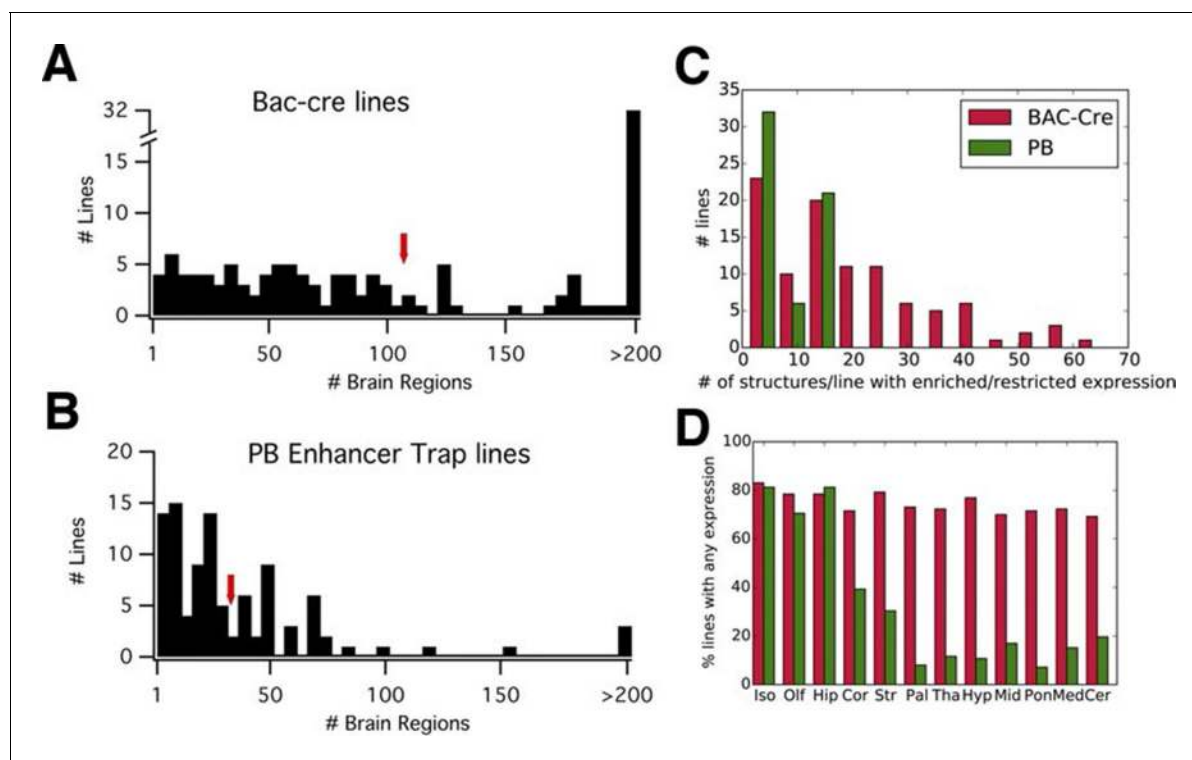 A
Bac-cre lines
32
15
10
5
0
# Lines
1 50 100 150 >200
# Brain Regions
B
PB Enhancer Trap lines
20
15
10
5
0
# Lines
1 50 100 150 >200
# Brain Regions
C
35
30
25
20
15
10
5
0
# lines
BAC-Cre
PB
0 10 20 30 40 50 60 70
# of structures/line with enriched/restricted expression
D
100
80
60
40
20
0
% lines with any expression
Iso Olf Hip Cor Str Pal Tha Hyp Mid Pon Med Cer